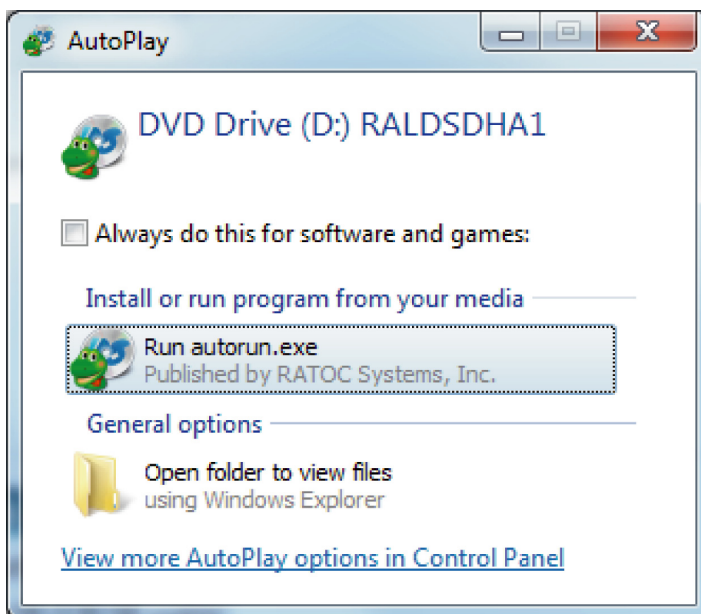 AutoPlay
DVD Drive (D:) RALDSDHA1
Always do this for software and games:
Install or run program from your media
Run autorun.exe
Published by RATOC Systems, Inc.
General options
Open folder to view files
using Windows Explorer
View more AutoPlay options in Control Panel